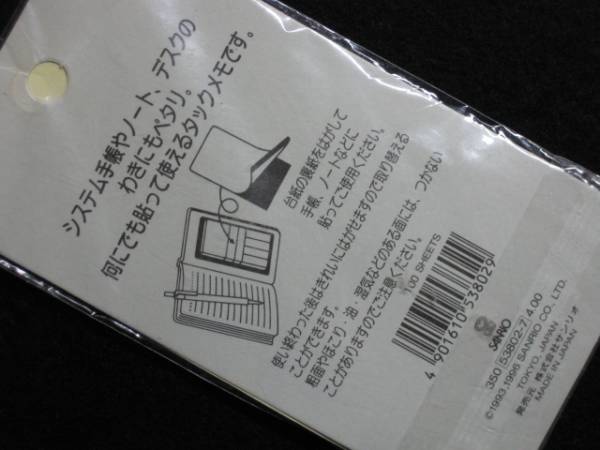 システム手帳やノート、デスクの
わきにもペタリ。
何にでも貼って使えるタックメモです。
台紙の裏紙をはがして
手帳、ノートなどに
貼ってご使用ください。
使い終わった後はきれいにはがせますので取り替える
ことができます。
粗面やほこり・油・湿気などのある面には、つかない
ことがありますのでご注意ください。
100 SHEETS
4 901610 538029
SANRIO
350 (53802-7) 4.00
©1993,1996 SANRIO CO., LTD.
TOKYO, JAPAN
発売元 株式会社サンリオ
MADE IN JAPAN